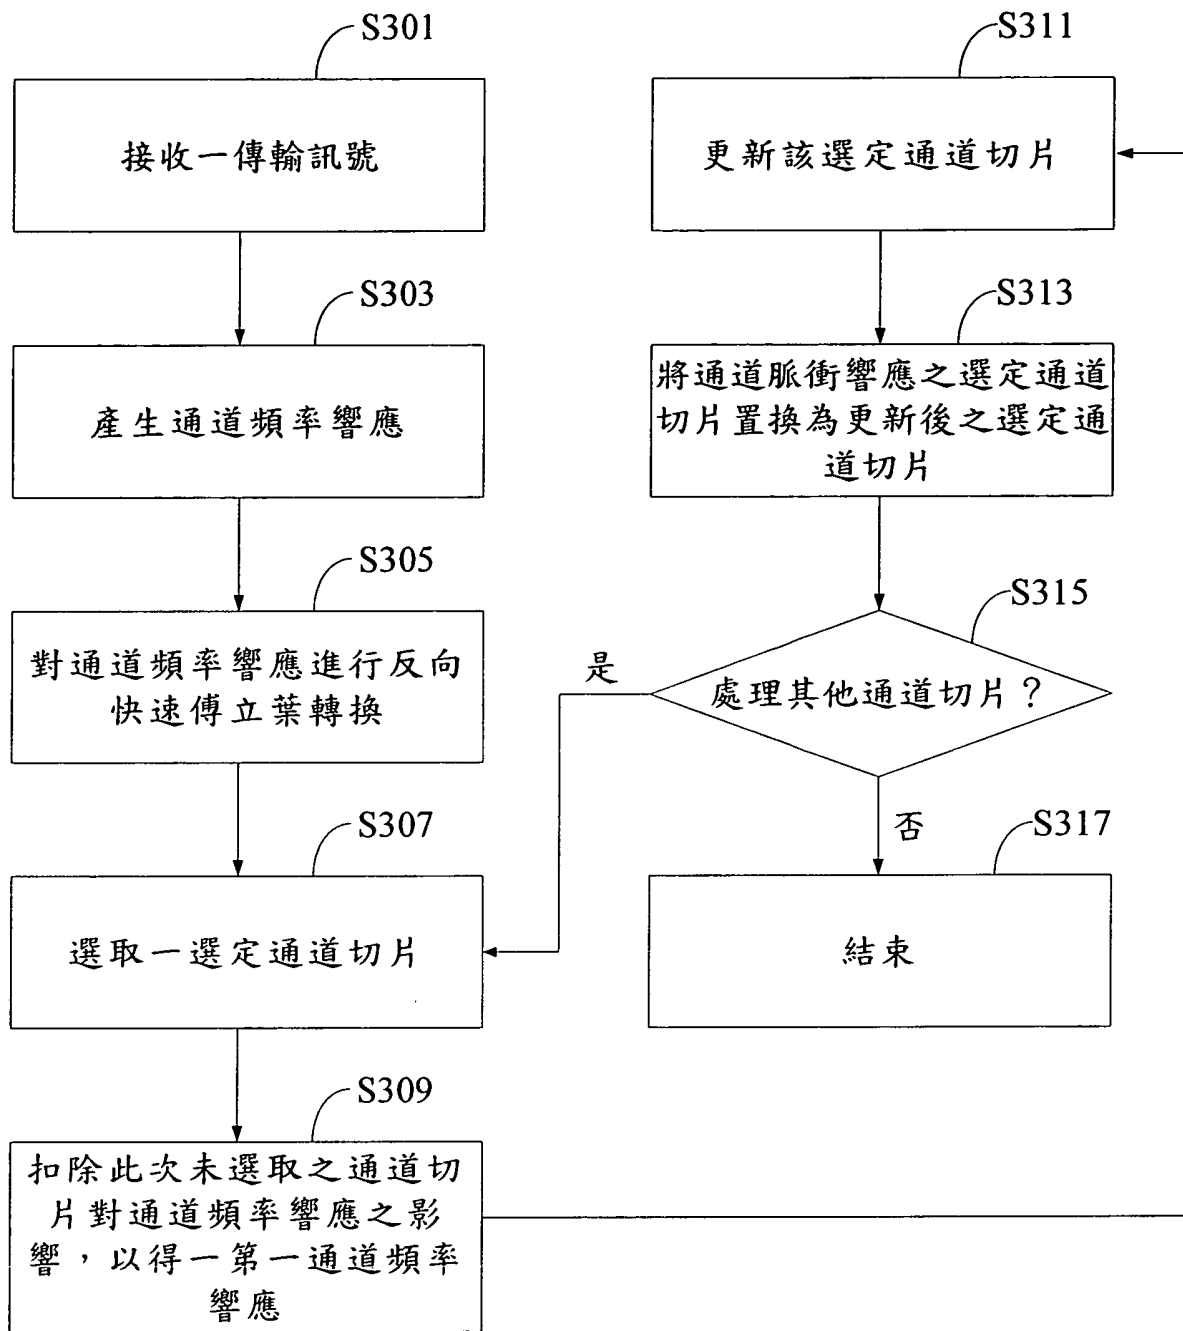 S301
接收一傳輸訊號
S303
產生通道頻率響應
S305
對通道頻率響應進行反向
快速傅立葉轉換
S307
選取一選定通道切片
S309
扣除此次未選取之通道切
片對通道頻率響應之影
響，以得一第一通道頻率
響應
S311
更新該選定通道切片
S313
將通道脈衝響應之選定通道
切片置換為更新後之選定通
道切片
S315
處理其他通道切片？
是
否
S317
結束